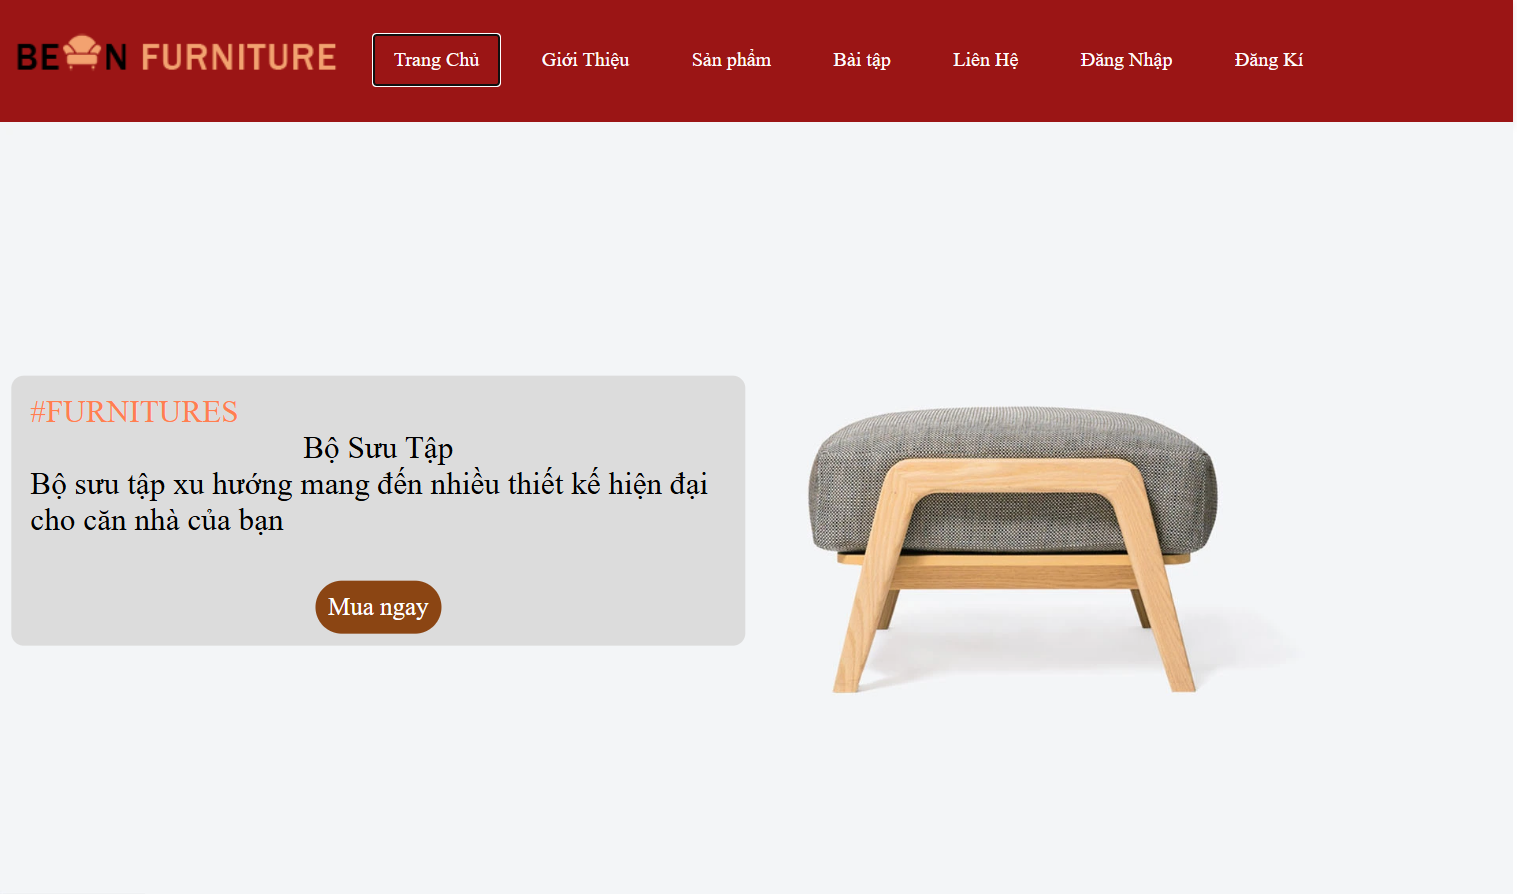 BEAN FURNITURE
Trang Chủ
Giới Thiệu
Sản phẩm
Bài tập
Liên Hệ
Đăng Nhập
Đăng Kí
#FURNITURES
Bộ Sưu Tập
Bộ sưu tập xu hướng mang đến nhiều thiết kế hiện đại
cho căn nhà của bạn
Mua ngay